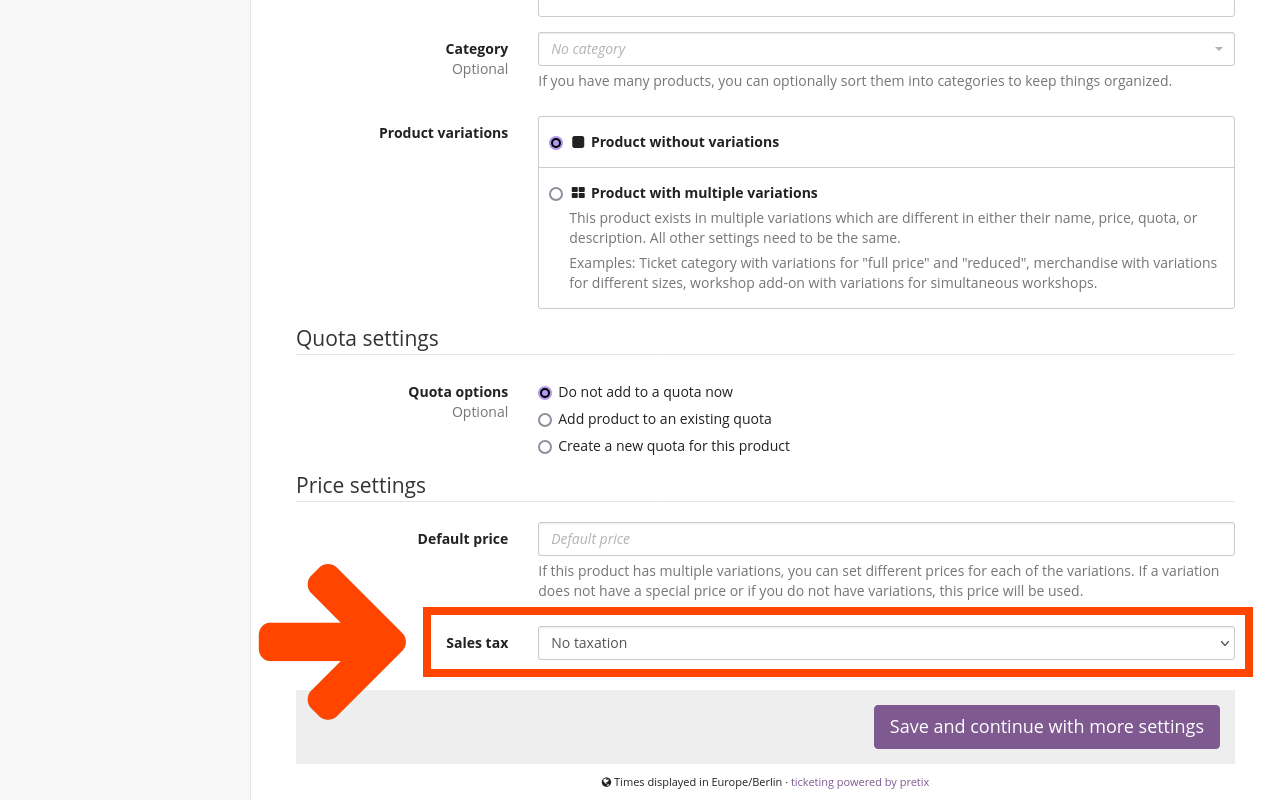 Category
Optional
No category
If you have many products, you can optionally sort them into categories to keep things organized.
Product variations
Product without variations
Product with multiple variations
This product exists in multiple variations which are different in either their name, price, quota, or
description. All other settings need to be the same.
Examples: Ticket category with variations for "full price" and "reduced", merchandise with variations
for different sizes, workshop add-on with variations for simultaneous workshops.
Quota settings
Quota options
Optional
Do not add to a quota now
Add product to an existing quota
Create a new quota for this product
Price settings
Default price
Default price
If this product has multiple variations, you can set different prices for each of the variations. If a variation
does not have a special price or if you do not have variations, this price will be used.
Sales tax
No taxation
Save and continue with more settings
Times displayed in Europe/Berlin · ticketing powered by pretix